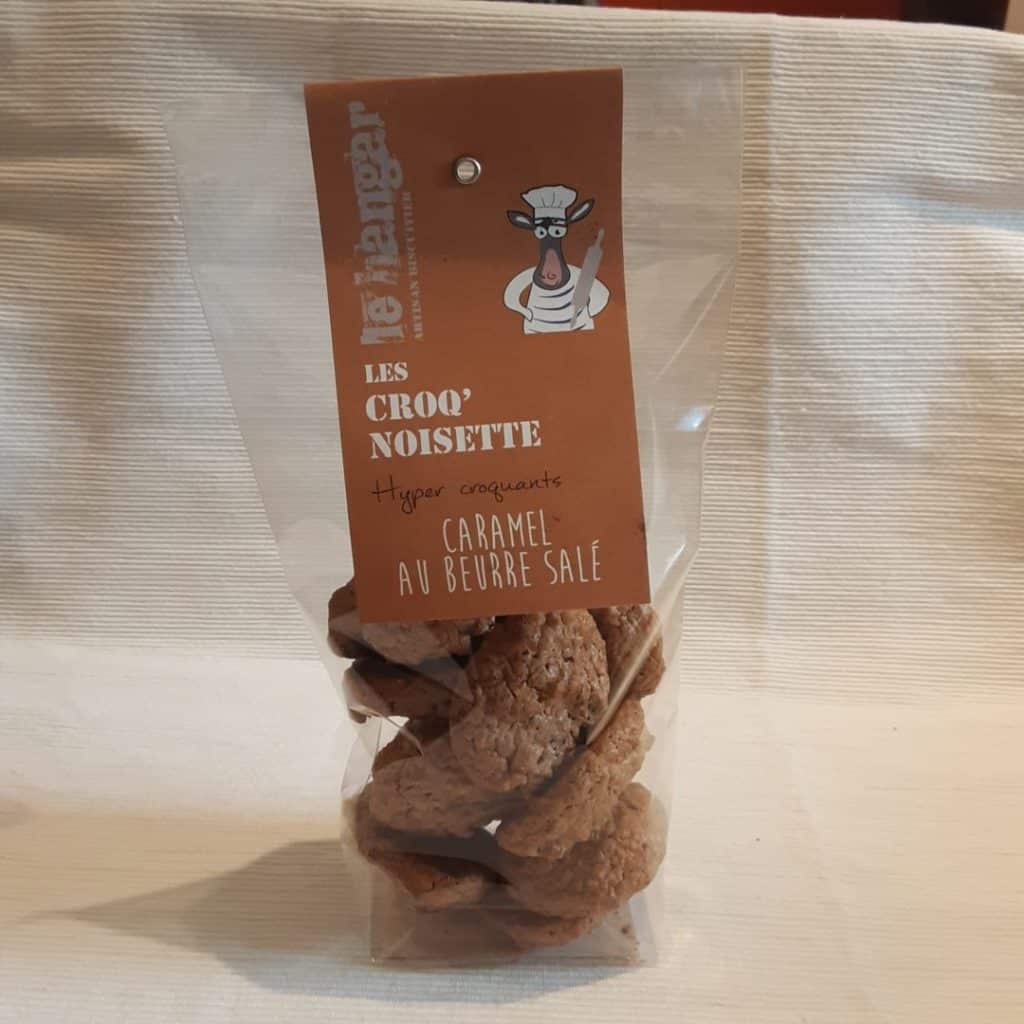 le hangar
ARTISAN BISCUITIER
LES
CROQ'
NOISETTE
Hyper croquants
CARAMEL
AU BEURRE SALÉ